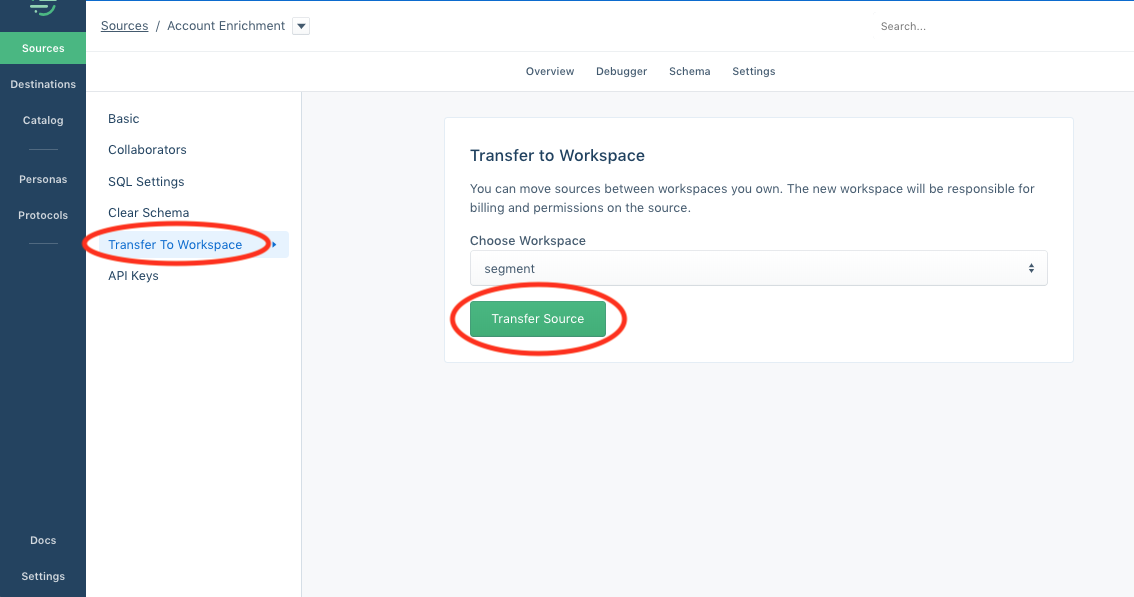 Sources / Account Enrichment
Search...
Overview Debugger Schema Settings
Sources
Destinations
Catalog
Personas
Protocols
Docs
Settings
Basic
Collaborators
SQL Settings
Clear Schema
Transfer To Workspace
API Keys
Transfer to Workspace
You can move sources between workspaces you own. The new workspace will be responsible for
billing and permissions on the source.
Choose Workspace
segment
Transfer Source